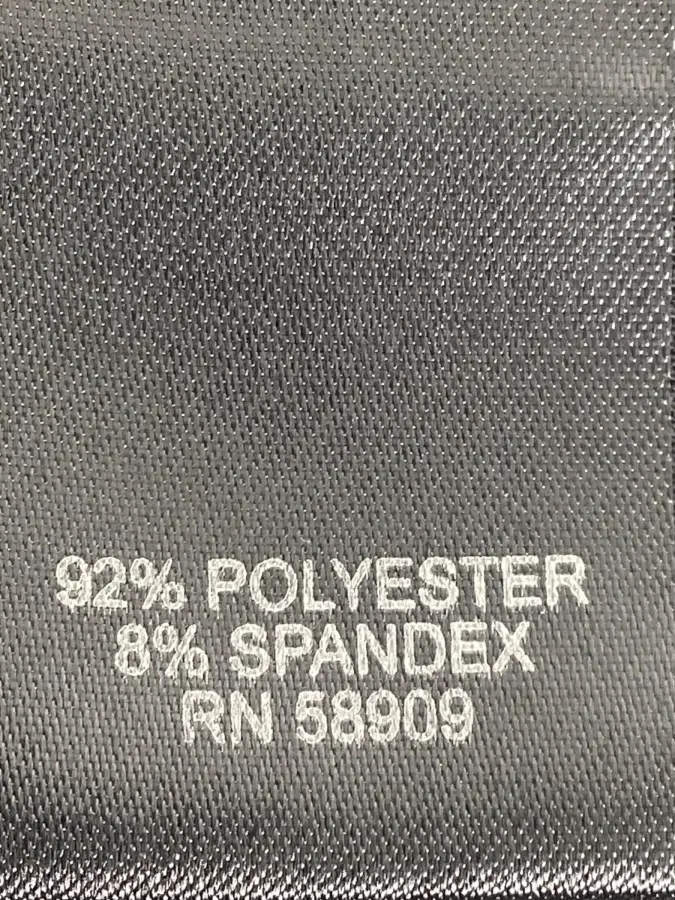 92% POLYESTER
8% SPANDEX
RN 58909